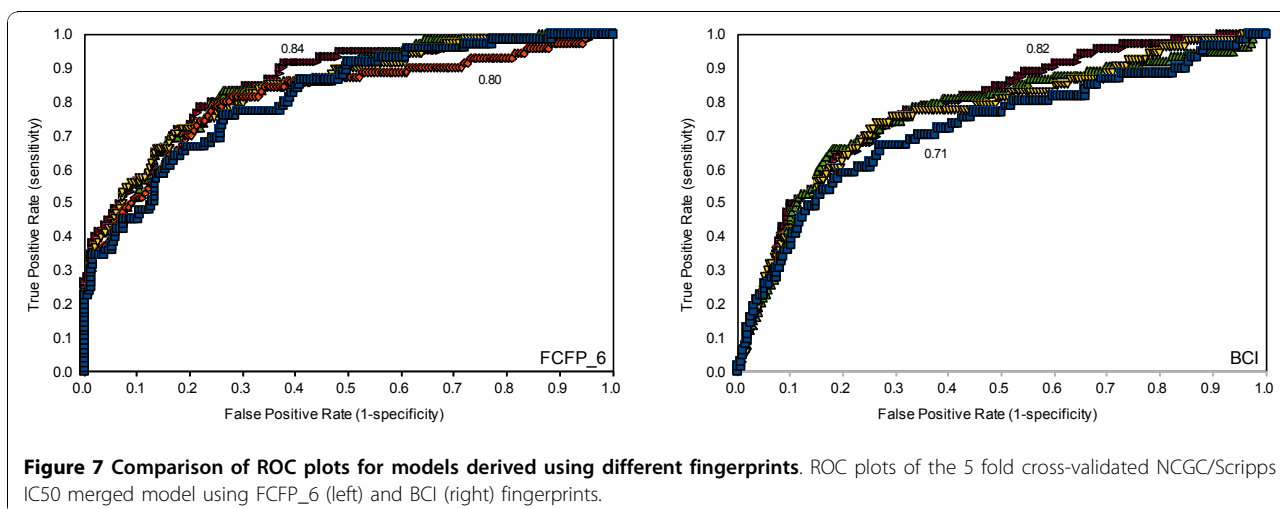 1.0
0.9
0.8
0.7
0.6
0.5
0.4
0.3
0.2
0.1
0.0
True Positive Rate (sensitivity)
0.84
0.80
FCFP_6
0.0 0.1 0.2 0.3 0.4 0.5 0.6 0.7 0.8 0.9 1.0
False Positive Rate (1-specificity)
1.0
0.9
0.8
0.7
0.6
0.5
0.4
0.3
0.2
0.1
0.0
True Positive Rate (sensitivity)
0.82
0.71
BCI
0.0 0.1 0.2 0.3 0.4 0.5 0.6 0.7 0.8 0.9 1.0
False Positive Rate (1-specificity)
Figure 7 Comparison of ROC plots for models derived using different fingerprints. ROC plots of the 5 fold cross-validated NCGC/Scripps
IC50 merged model using FCFP_6 (left) and BCI (right) fingerprints.